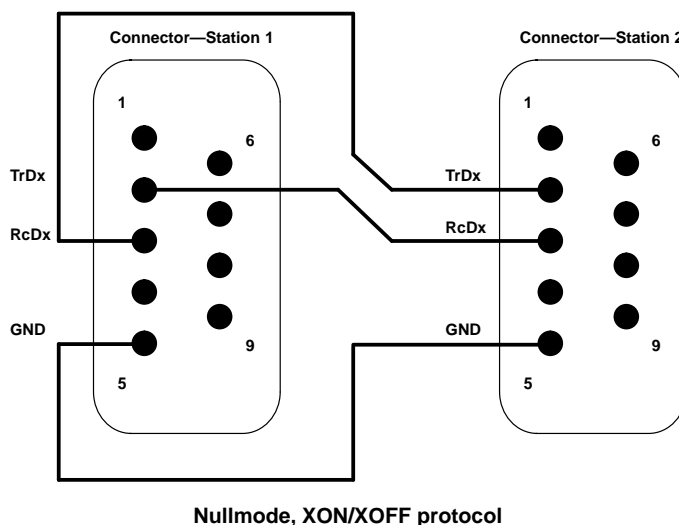 Connector—Station 1
Connector—Station 2
1
6
1
6
TrDx
TrDx
RcDx
RcDx
GND
GND
9
9
5
5
Nullmode, XON/XOFF protocol